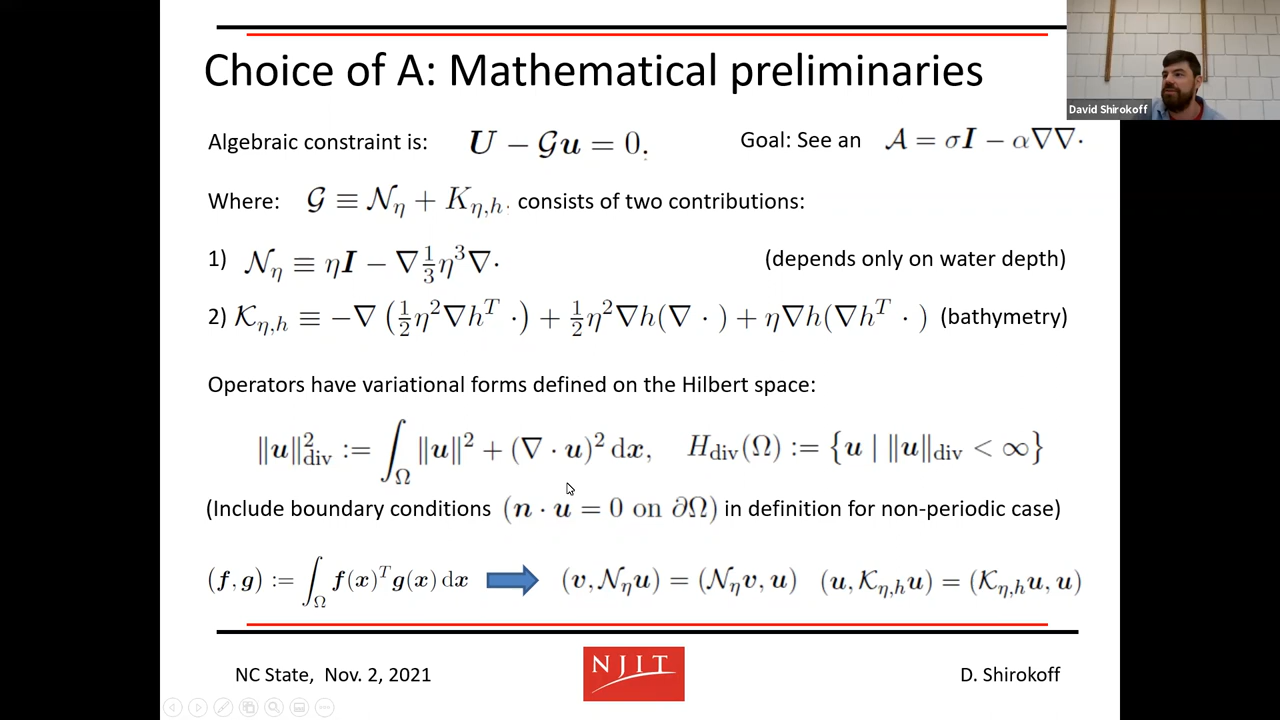 Choice of A: Mathematical preliminaries
David Shirokoff
Algebraic constraint is: U − 𝒢u = 0. Goal: See an 𝒜 = σI − α∇∇·
Where: 𝒢 ≡ 𝒩_η + K_{η,h}. consists of two contributions:
1) 𝒩_η ≡ ηI − ∇⅓η³∇· (depends only on water depth)
2) 𝒦_{η,h} ≡ −∇(½η²∇h^T ·) + ½η²∇h(∇ · ) + η∇h(∇h^T · ) (bathymetry)
Operators have variational forms defined on the Hilbert space:
‖u‖²_div := ∫_Ω ‖u‖² + (∇ · u)² dx, H_div(Ω) := {u | ‖u‖_div < ∞}
(Include boundary conditions (n · u = 0 on ∂Ω) in definition for non-periodic case)
(f, g) := ∫_Ω f(x)^T g(x) dx (v, 𝒩_η u) = (𝒩_η v, u) (u, 𝒦_{η,h} u) = (𝒦_{η,h} u, u)
NC State, Nov. 2, 2021
NJIT
D. Shirokoff